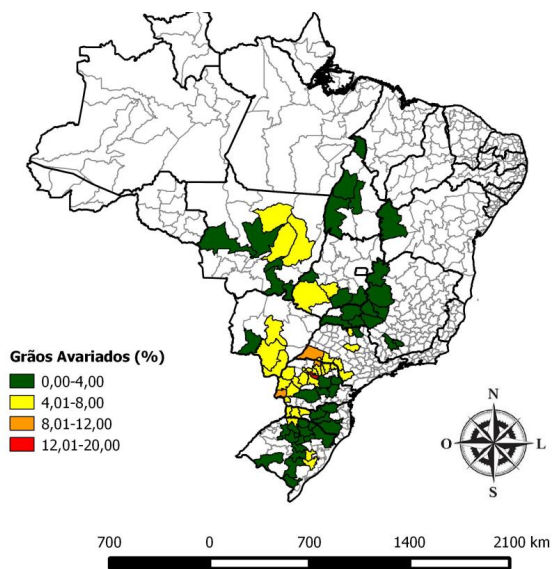 Grãos Avariados (%)
0,00-4,00
4,01-8,00
8,01-12,00
12,01-20,00
N
O
L
S
700 0 700 1400 2100 km